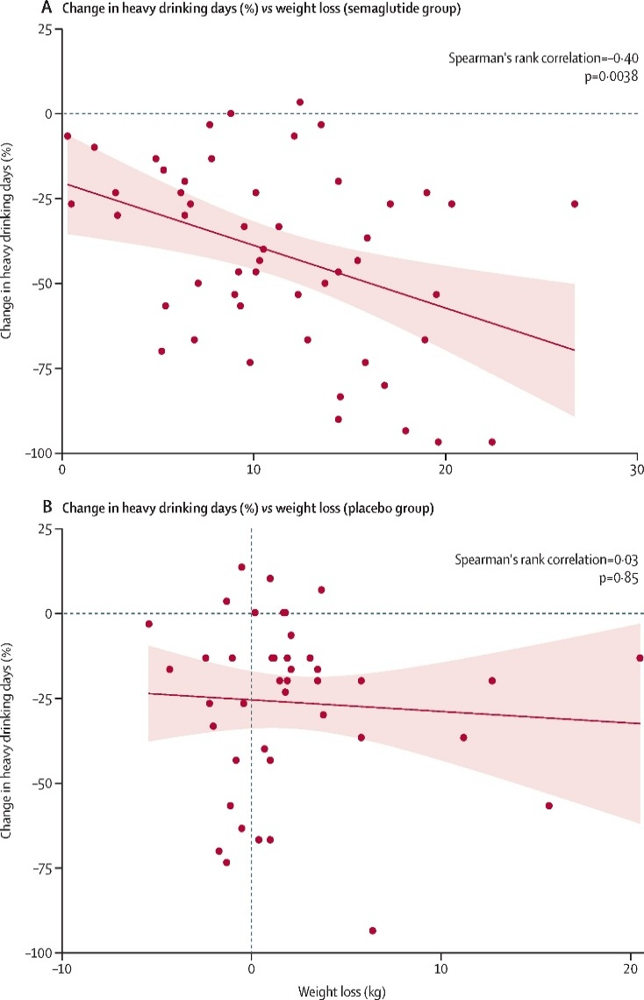 A Change in heavy drinking days (%) vs weight loss (semaglutide group)
Spearman's rank correlation=–0·40
p=0·0038
Change in heavy drinking days (%)
25
0
–25
–50
–75
–100
0
10
20
30
B Change in heavy drinking days (%) vs weight loss (placebo group)
Spearman's rank correlation=0·03
p=0·85
Change in heavy drinking days (%)
25
0
–25
–50
–75
–100
–10
0
10
20
Weight loss (kg)